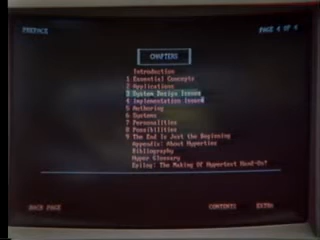 PREFACE PAGE 4 OF 4
CHAPTERS
Introduction
1 Essential Concepts
2 Applications
3 System Design Issues
4 Implementation Issues
5 Authoring
6 Systems
7 Personalities
8 Possibilities
9 The End Is Just the Beginning
Appendix: About Hyperties
Bibliography
Hyper Glossary
Epilog: The Making Of Hypertext Hands-On!
BACK PAGE CONTENTS EXTRA